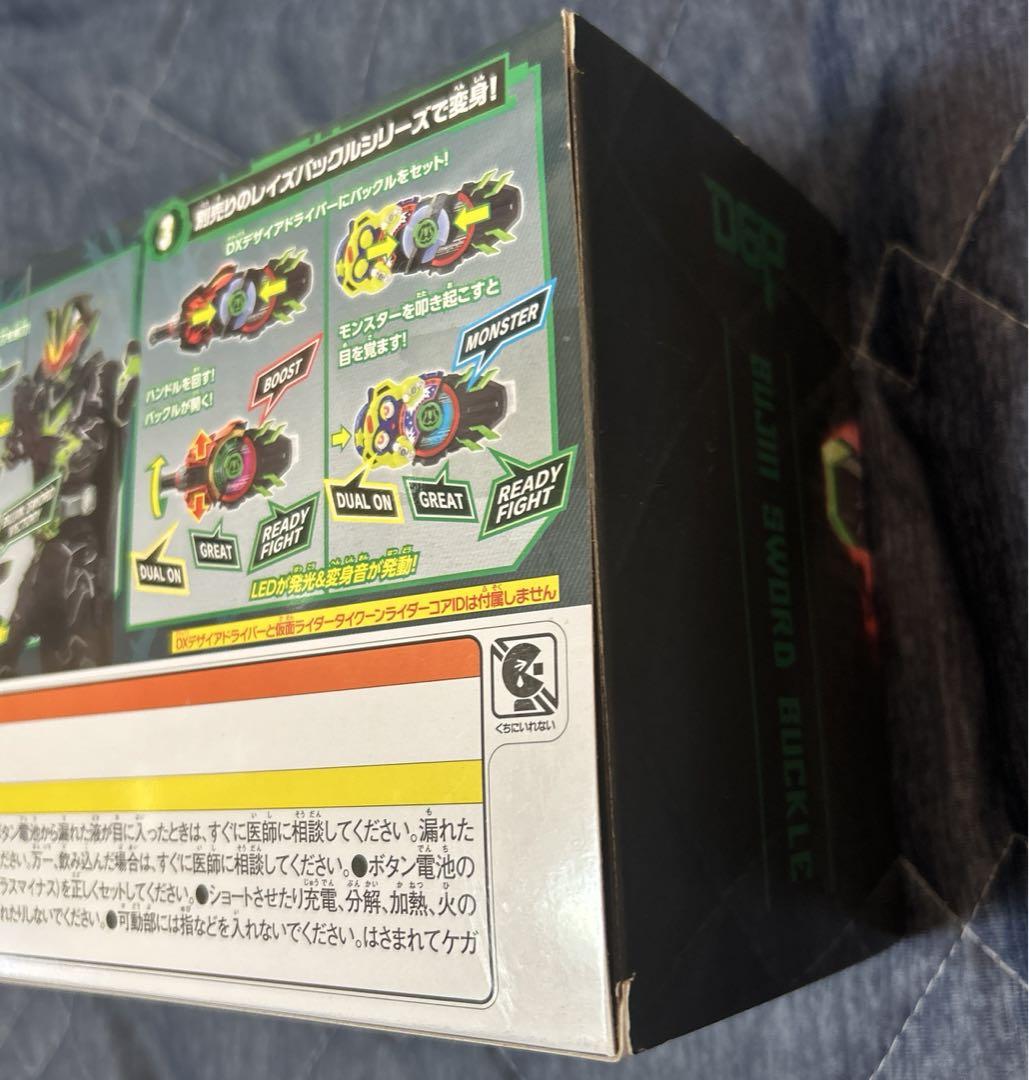 3 別売りのレイズバックルシリーズで変身!
DXデザイアドライバーにバックルをセット!
ハンドルを回す!
バックルが開く!
BOOST
DUAL ON
GREAT
READY
FIGHT
モンスターを叩き起こすと
目を覚ます!
MONSTER
DUAL ON
GREAT
READY
FIGHT
LEDが発光&変身音が発動!
DXデザイアドライバーと仮面ライダータイクーンライダーコアIDは付属しません
くちにいれない
タン電池から漏れた液が目に入ったときは、すぐに医師に相談してください。漏れた
ださい。万一、飲み込んだ場合は、すぐに医師に相談してください。●ボタン電池の
ラスマイナス)を正しくセットしてください。●ショートさせたり充電、分解、加熱、火の
れたりしないでください。●可動部には指などを入れないでください。はさまれてケガ
BUJIN SWORD BUCKLE